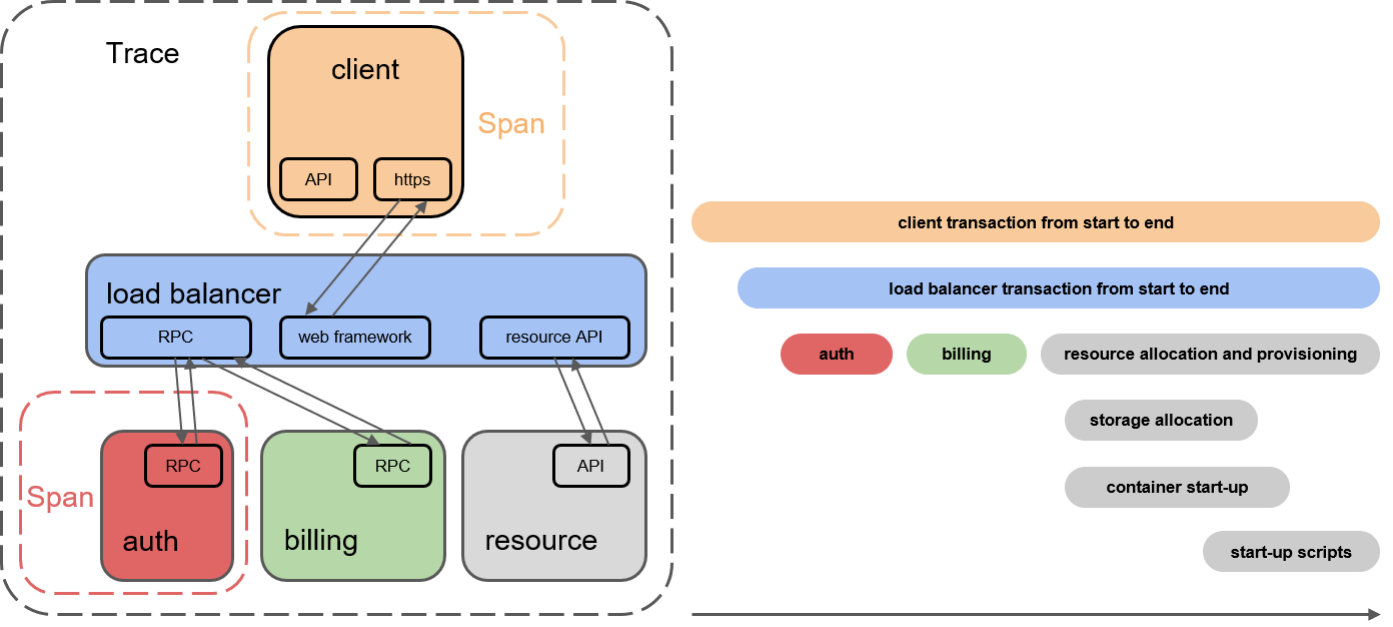 Trace
client
Span
API
https
load balancer
RPC
web framework
resource API
Span
RPC
auth
RPC
billing
API
resource
client transaction from start to end
load balancer transaction from start to end
auth
billing
resource allocation and provisioning
storage allocation
container start-up
start-up scripts